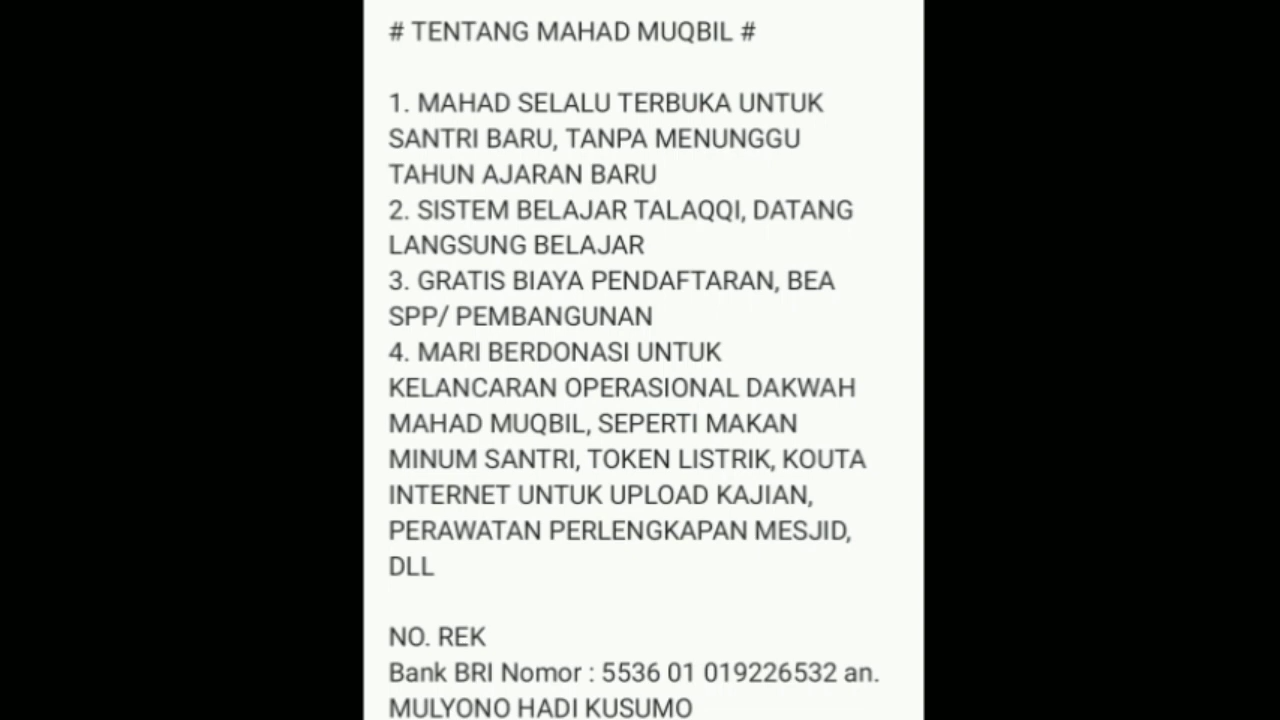 # TENTANG MAHAD MUQBIL #
1. MAHAD SELALU TERBUKA UNTUK
SANTRI BARU, TANPA MENUNGGU
TAHUN AJARAN BARU
2. SISTEM BELAJAR TALAQQI, DATANG
LANGSUNG BELAJAR
3. GRATIS BIAYA PENDAFTARAN, BEA
SPP/ PEMBANGUNAN
4. MARI BERDONASI UNTUK
KELANCARAN OPERASIONAL DAKWAH
MAHAD MUQBIL, SEPERTI MAKAN
MINUM SANTRI, TOKEN LISTRIK, KOUTA
INTERNET UNTUK UPLOAD KAJIAN,
PERAWATAN PERLENGKAPAN MESJID,
DLL
NO. REK
Bank BRI Nomor : 5536 01 019226532 an.
MULYONO HADI KUSUMO